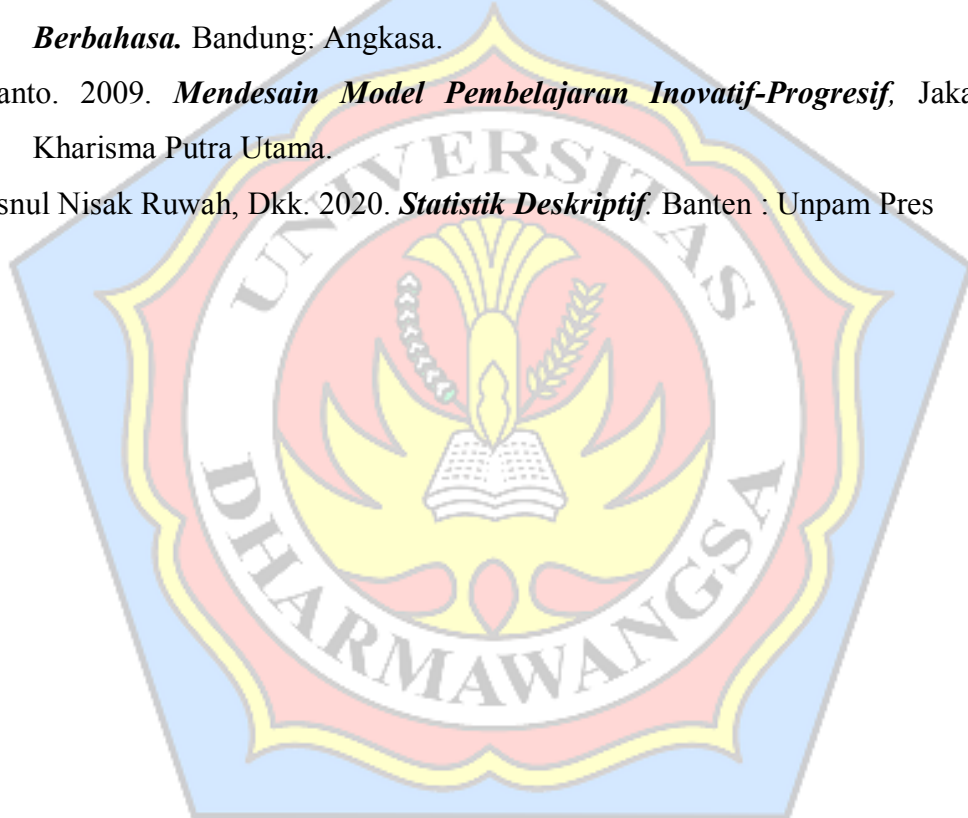 Berbahasa. Bandung: Angkasa.
anto. 2009. Mendesain Model Pembelajaran Inovatif-Progresif, Jaka
Kharisma Putra Utama.
snul Nisak Ruwah, Dkk. 2020. Statistik Deskriptif. Banten : Unpam Pres
UNIVERSITAS
DHARMAWANGSA